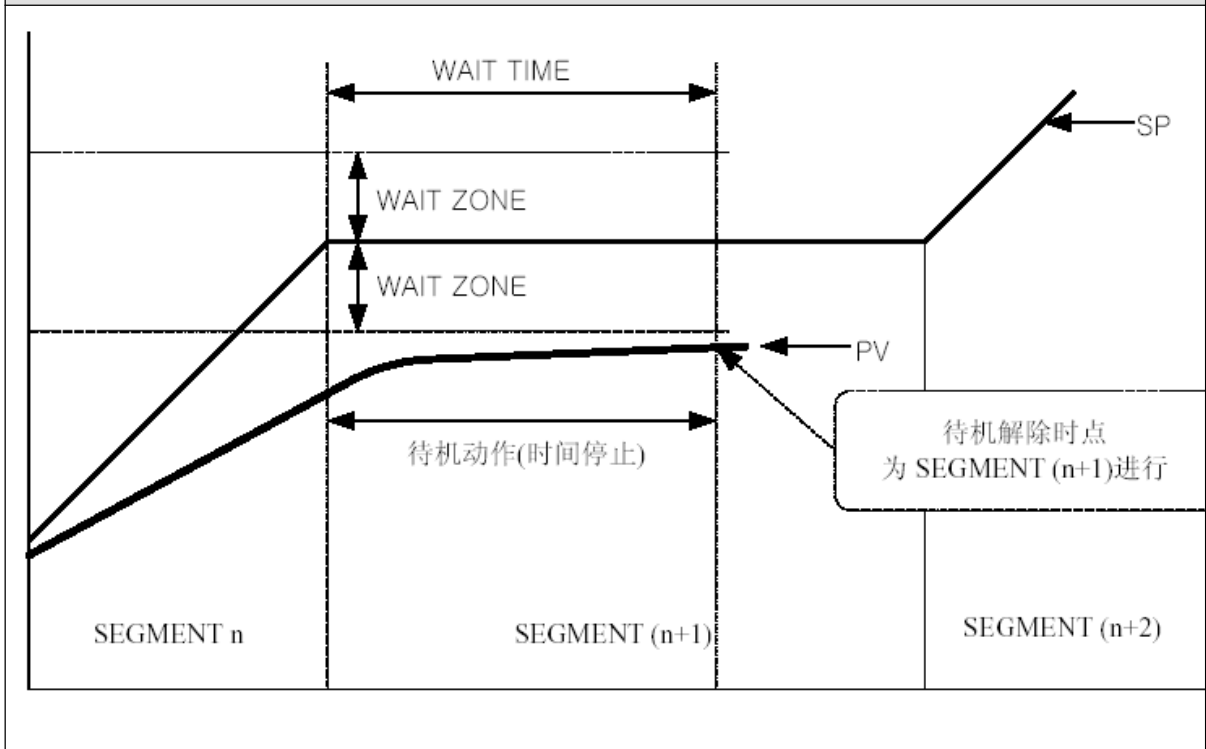 WAIT TIME
SP
WAIT ZONE
WAIT ZONE
PV
待机动作(时间停止)
待机解除时点
为 SEGMENT (n+1)进行
SEGMENT n
SEGMENT (n+1)
SEGMENT (n+2)